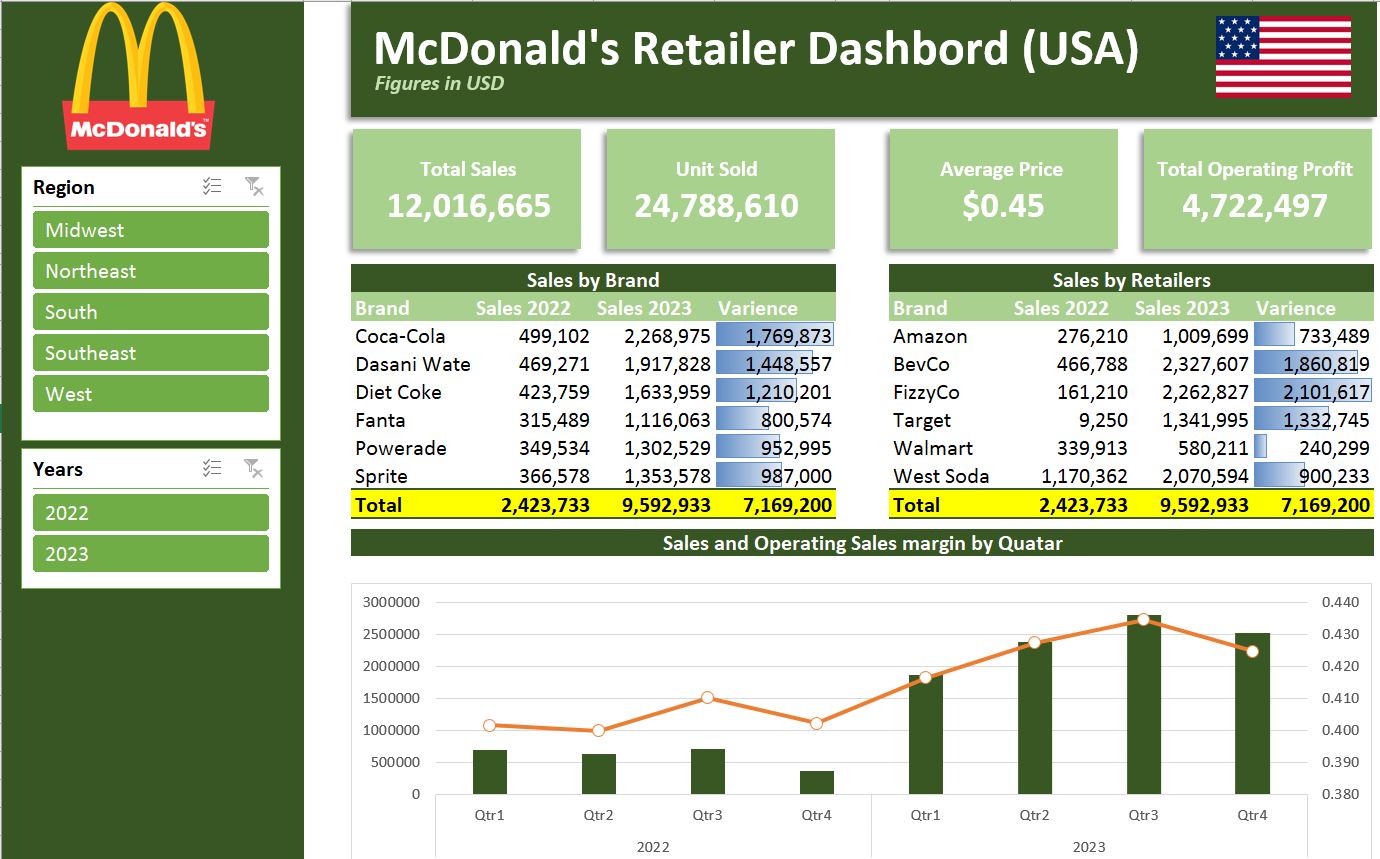 McDonald's™
McDonald's Retailer Dashbord (USA)
Figures in USD
Region
Midwest
Northeast
South
Southeast
West
Years
2022
2023
Total Sales
12,016,665
Unit Sold
24,788,610
Average Price
$0.45
Total Operating Profit
4,722,497
Sales by Brand
Brand Sales 2022 Sales 2023 Varience
Coca-Cola 499,102 2,268,975 1,769,873
Dasani Wate 469,271 1,917,828 1,448,557
Diet Coke 423,759 1,633,959 1,210,201
Fanta 315,489 1,116,063 800,574
Powerade 349,534 1,302,529 952,995
Sprite 366,578 1,353,578 987,000
Total 2,423,733 9,592,933 7,169,200
Sales by Retailers
Brand Sales 2022 Sales 2023 Varience
Amazon 276,210 1,009,699 733,489
BevCo 466,788 2,327,607 1,860,819
FizzyCo 161,210 2,262,827 2,101,617
Target 9,250 1,341,995 1,332,745
Walmart 339,913 580,211 240,299
West Soda 1,170,362 2,070,594 900,233
Total 2,423,733 9,592,933 7,169,200
Sales and Operating Sales margin by Quatar
3000000 0.440
2500000 0.430
2000000 0.420
1500000 0.410
1000000 0.400
500000 0.390
0 0.380
Qtr1 Qtr2 Qtr3 Qtr4 Qtr1 Qtr2 Qtr3 Qtr4
2022 2023